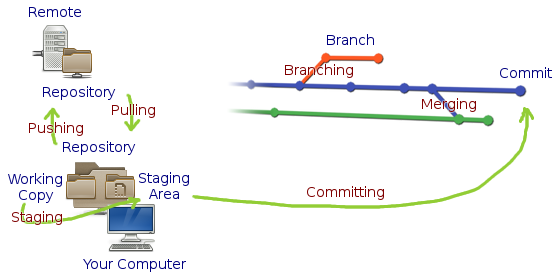 Remote
Repository
Pushing
Pulling
Repository
Working
Copy
Staging
Area
Staging
Your Computer
Branch
Branching
Commit
Merging
Committing